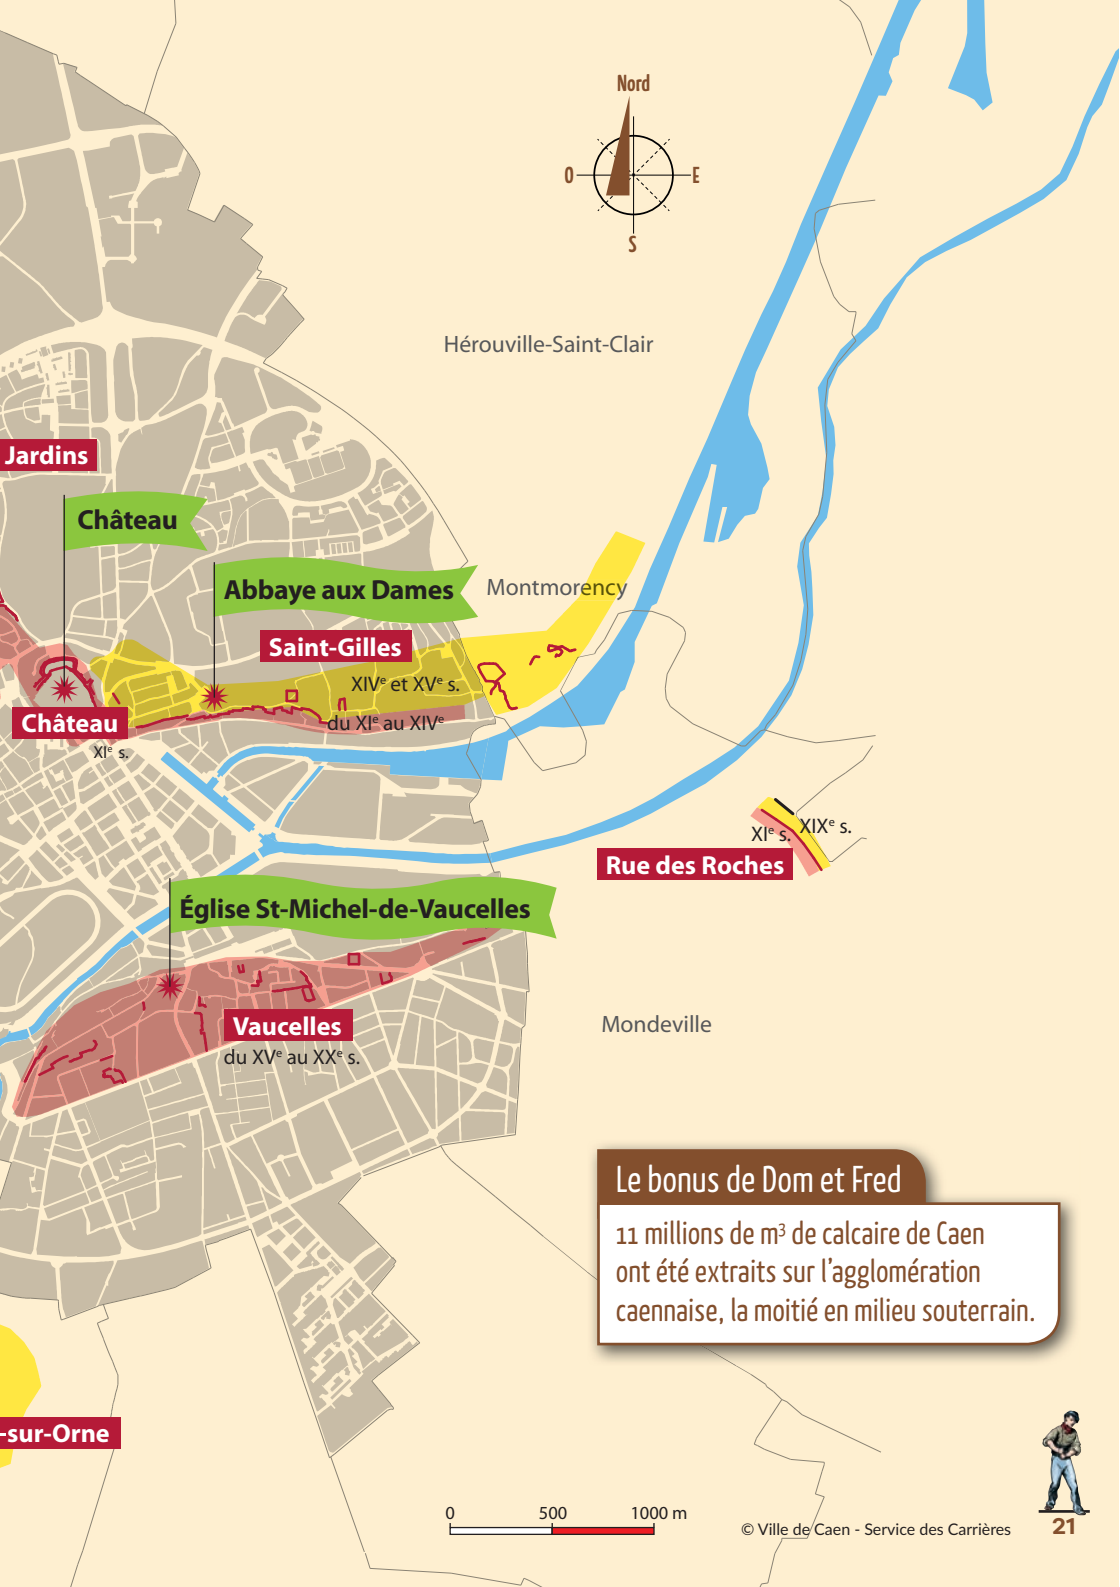 Nord
O
E
S
Hérouville-Saint-Clair
Jardins
Château
Abbaye aux Dames
Montmorency
Saint-Gilles
XIVe et XVe s.
Château
du XIe au XIVe
XIe s.
XIe s.
XIXe s.
Rue des Roches
Église St-Michel-de-Vaucelles
Vaucelles
du XVe au XXe s.
Mondeville
Le bonus de Dom et Fred
11 millions de m³ de calcaire de Caen
ont été extraits sur l’agglomération
caennaise, la moitié en milieu souterrain.
-sur-Orne
0
500
1000 m
© Ville de Caen - Service des Carrières
21